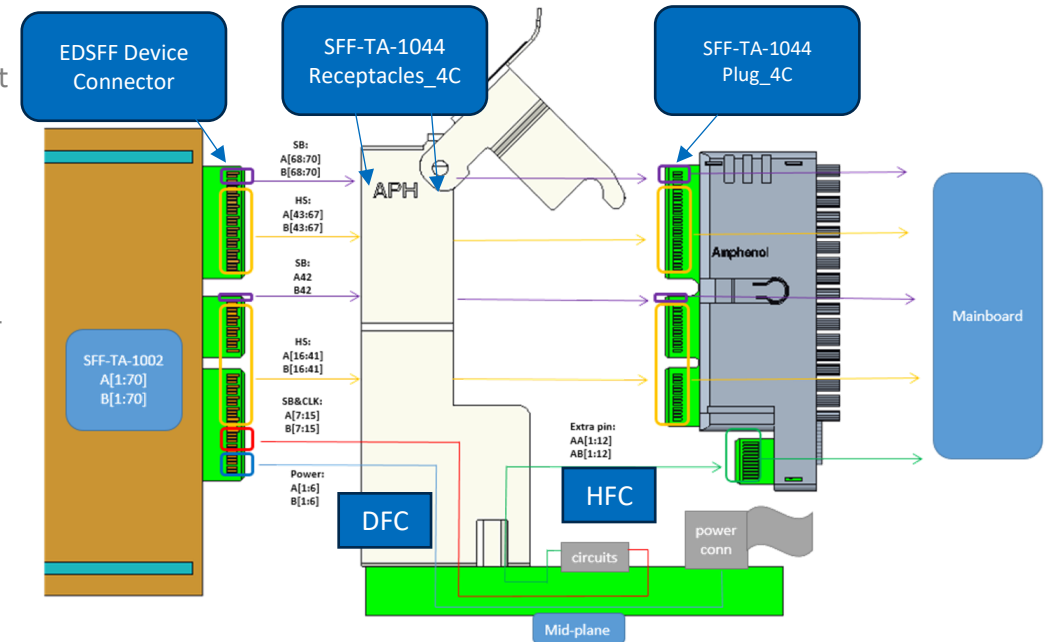 EDSFF Device
Connector
SFF-TA-1044
Receptacles_4C
SFF-TA-1044
Plug_4C
t
SB:
A[68:70]
B[68:70]
APH
HS:
A[43:67]
B[43:67]
Amphenol
SB:
A42
B42
Mainboard
SFF-TA-1002
A[1:70]
B[1:70]
HS:
A[16:41]
B[16:41]
SB&CLK:
A[7:15]
B[7:15]
Extra pin:
AA[1:12]
AB[1:12]
Power:
A[1:6]
B[1:6]
DFC
HFC
power
conn
circuits
Mid-plane